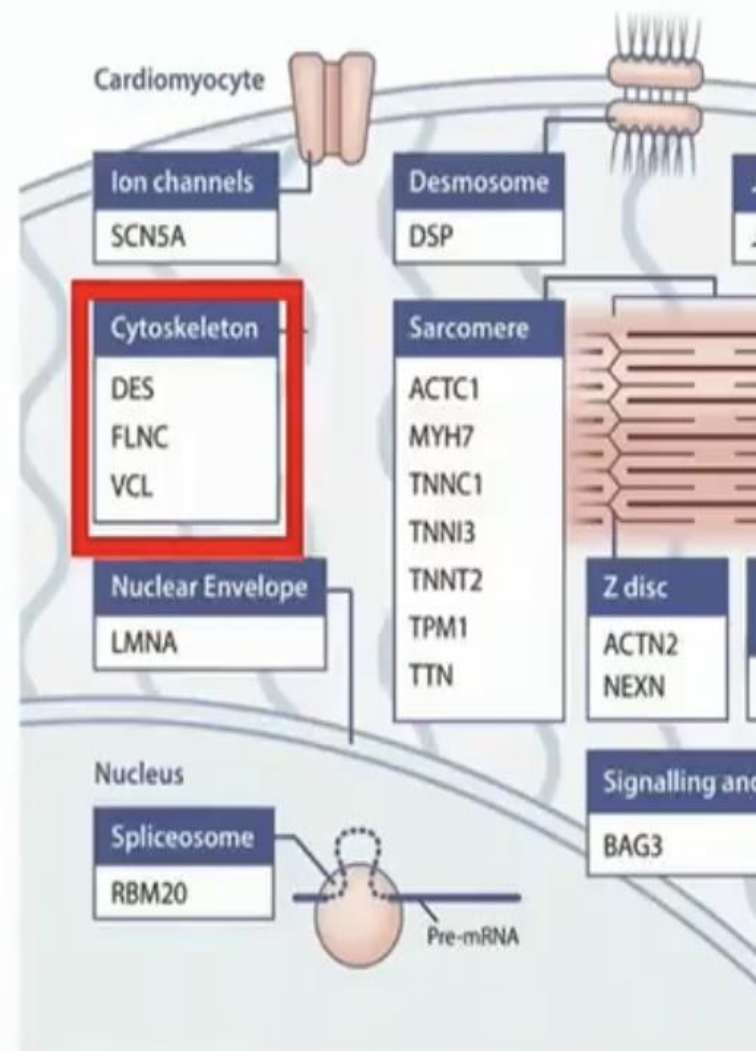 Cardiomyocyte
Ion channels
SCN5A
Desmosome
DSP
Cytoskeleton
DES
FLNC
VCL
Sarcomere
ACTC1
MYH7
TNNC1
TNNI3
TNNT2
TPM1
TTN
Nuclear Envelope
LMNA
Z disc
ACTN2
NEXN
Nucleus
Spliceosome
RBM20
Pre-mRNA
Signalling and
BAG3